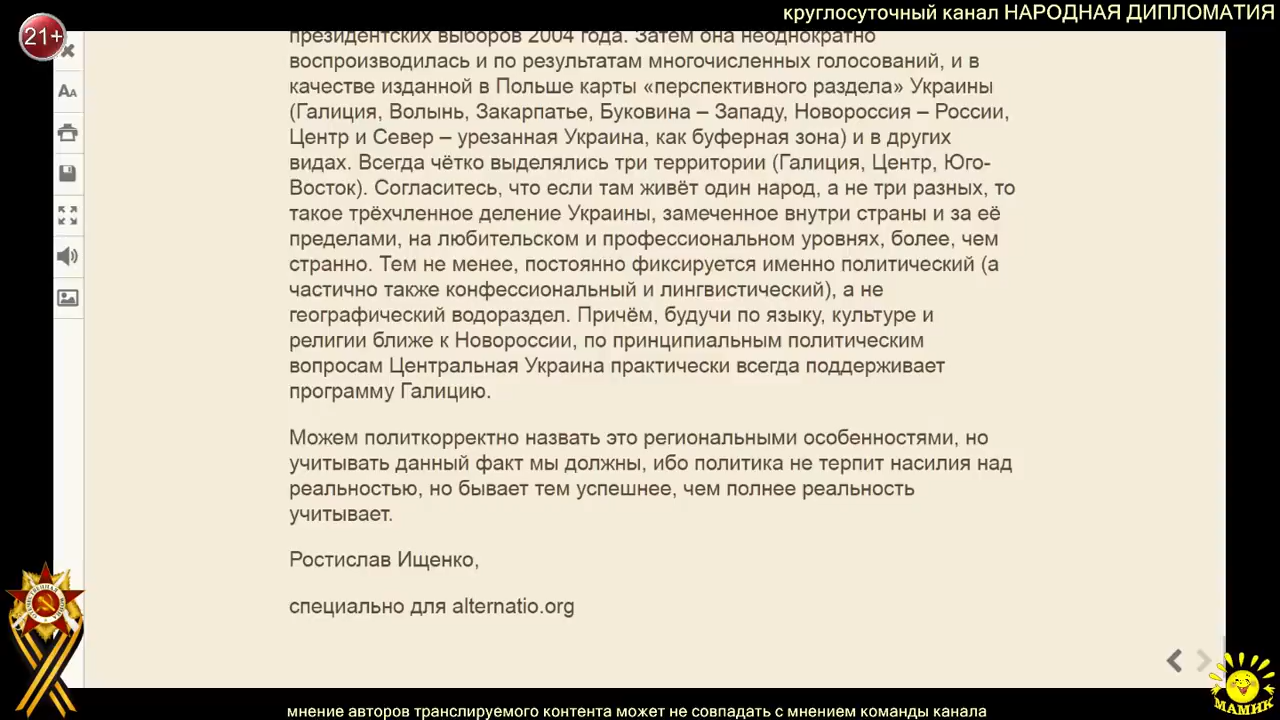 круглосуточный канал НАРОДНАЯ ДИПЛОМАТИЯ
21+
президентских выборов 2004 года. Затем она неоднократно
воспроизводилась и по результатам многочисленных голосований, и в
качестве изданной в Польше карты «перспективного раздела» Украины
(Галиция, Волынь, Закарпатье, Буковина – Западу, Новороссия – России,
Центр и Север – урезанная Украина, как буферная зона) и в других
видах. Всегда чётко выделялись три территории (Галиция, Центр, Юго-
Восток). Согласитесь, что если там живёт один народ, а не три разных, то
такое трёхчленное деление Украины, замеченное внутри страны и за её
пределами, на любительском и профессиональном уровнях, более, чем
странно. Тем не менее, постоянно фиксируется именно политический (а
частично также конфессиональный и лингвистический), а не
географический водораздел. Причём, будучи по языку, культуре и
религии ближе к Новороссии, по принципиальным политическим
вопросам Центральная Украина практически всегда поддерживает
программу Галицию.
Можем политкорректно назвать это региональными особенностями, но
учитывать данный факт мы должны, ибо политика не терпит насилия над
реальностью, но бывает тем успешнее, чем полнее реальность
учитывает.
Ростислав Ищенко,
специально для alternatio.org
МАМИК
мнение авторов транслируемого контента может не совпадать с мнением команды канала